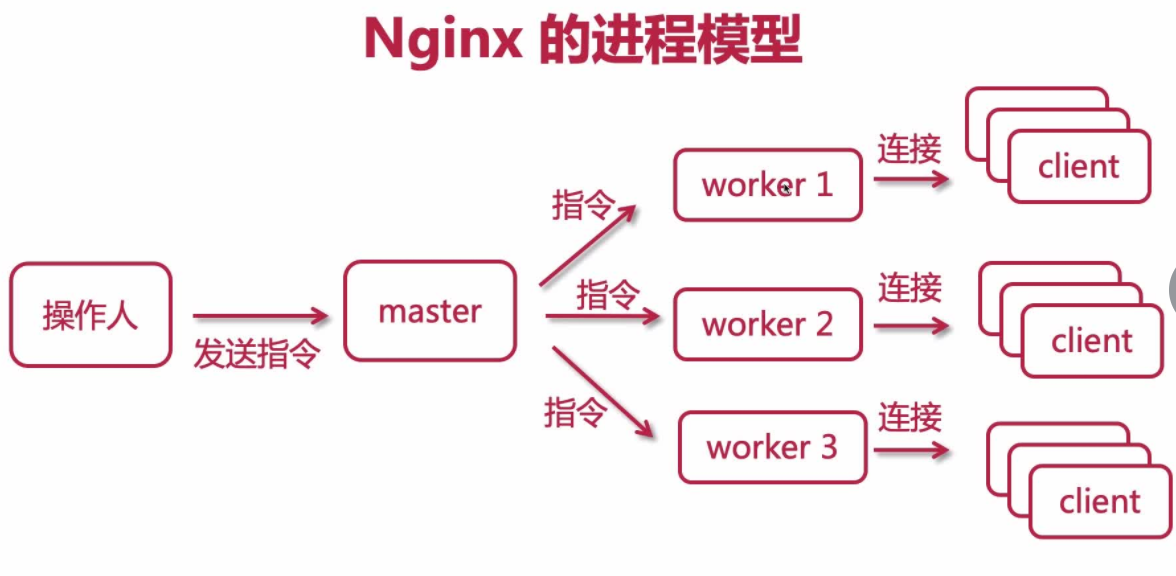 Nginx 的进程模型
操作人
发送指令
master
指令
指令
指令
worker 1
worker 2
worker 3
连接
连接
连接
client
client
client